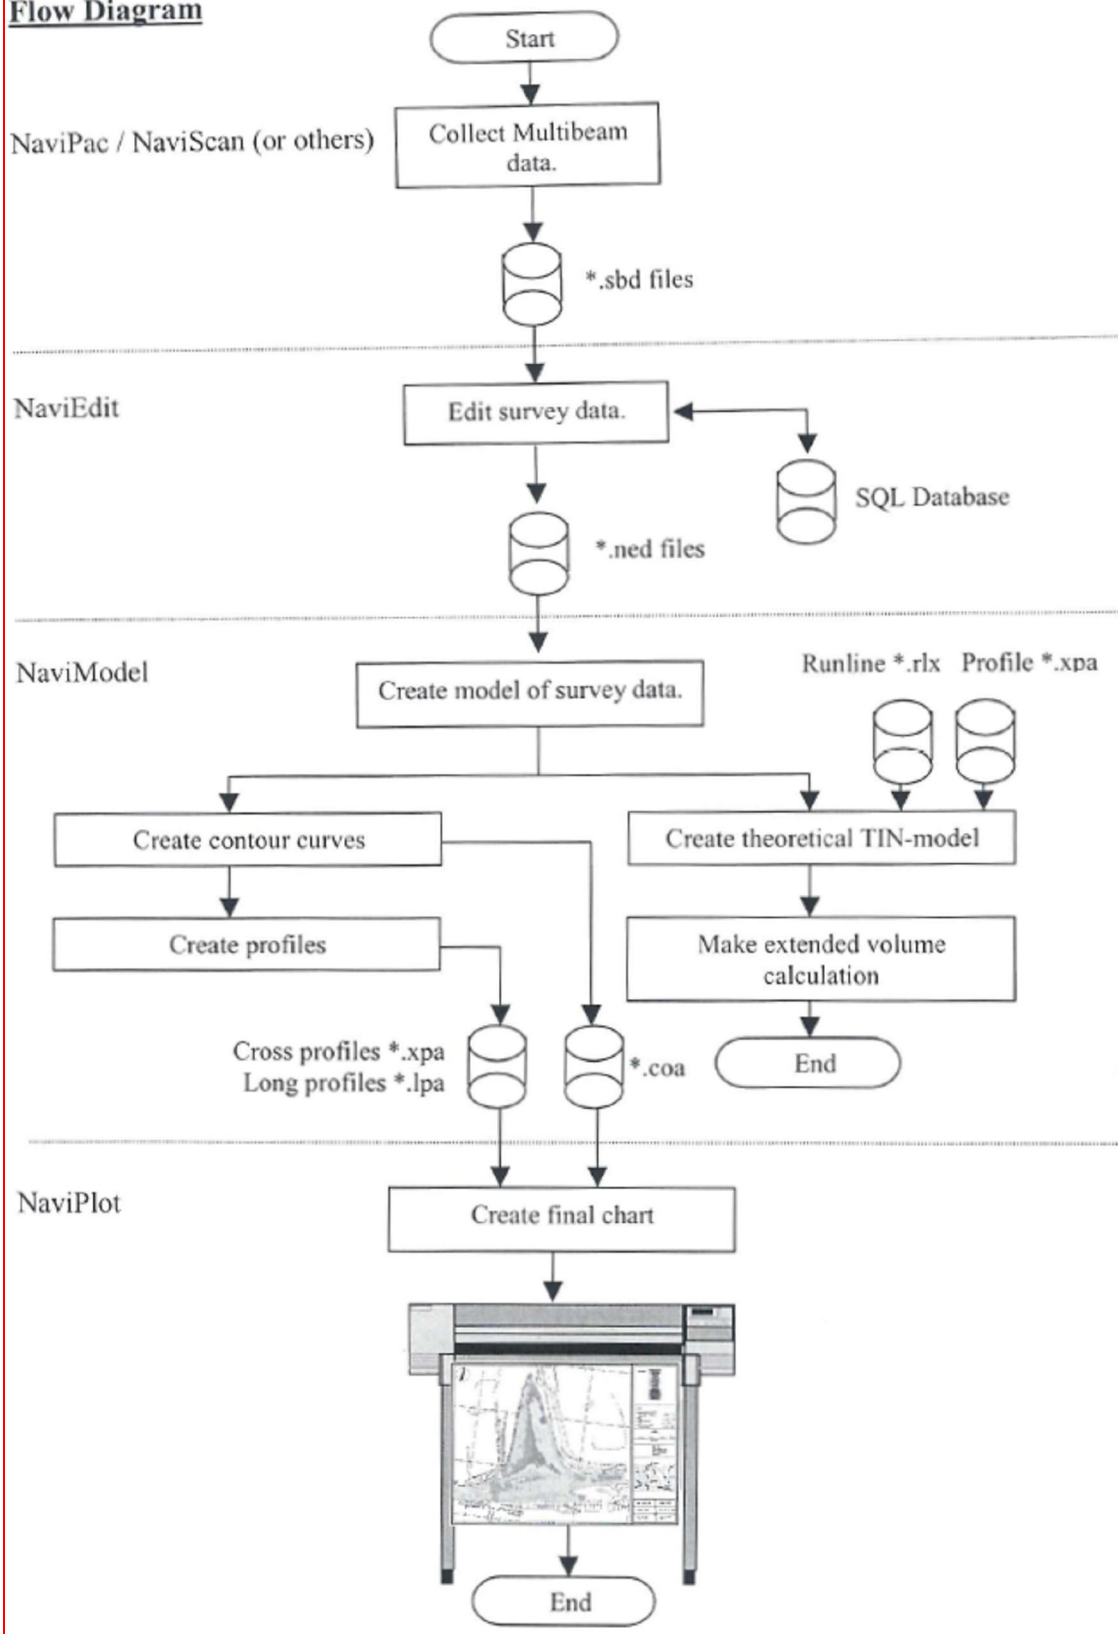 Flow Diagram
Start
NaviPac / NaviScan (or others)
Collect Multibeam
data.
*.sbd files
NaviEdit
Edit survey data.
SQL Database
*.ned files
NaviModel
Runline *.rlx Profile *.xpa
Create model of survey data.
Create contour curves
Create theoretical TIN-model
Create profiles
Make extended volume
calculation
Cross profiles *.xpa
Long profiles *.lpa
*.coa
End
NaviPlot
Create final chart
End